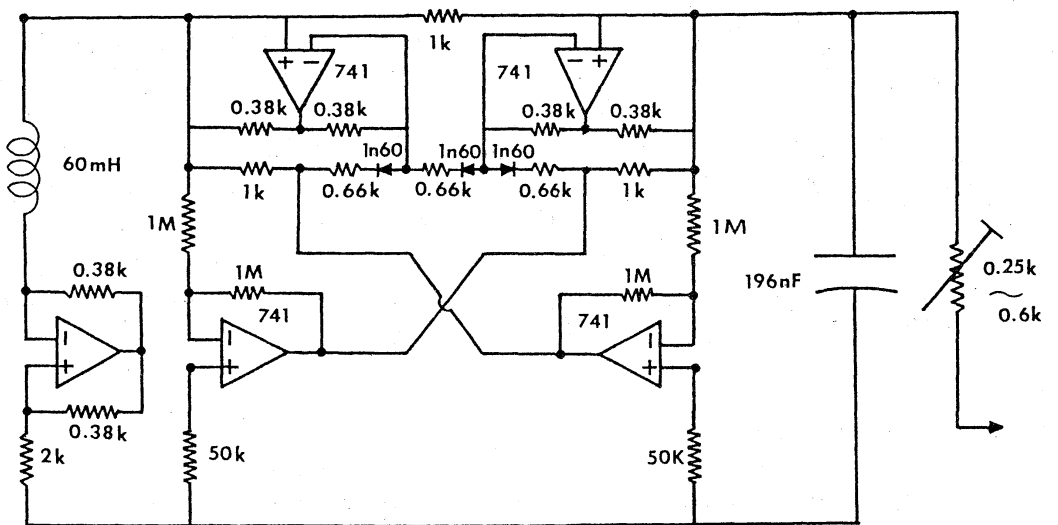 1k
+ −
741
− +
741
0.38k
0.38k
0.38k
0.38k
60mH
1n60
1n60
1n60
1k
0.66k
0.66k
0.66k
1k
1M
1M
0.38k
1M
1M
196nF
0.25k
~
0.6k
741
741
−
−
−
+
+
+
0.38k
2k
50k
50K